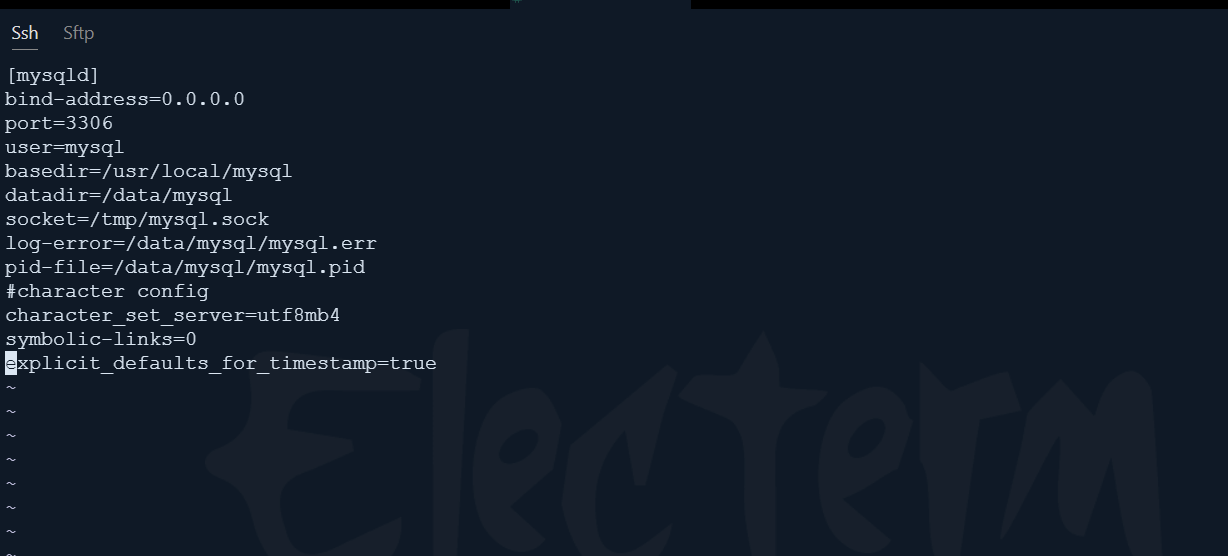 Ssh Sftp
[mysqld]
bind-address=0.0.0.0
port=3306
user=mysql
basedir=/usr/local/mysql
datadir=/data/mysql
socket=/tmp/mysql.sock
log-error=/data/mysql/mysql.err
pid-file=/data/mysql/mysql.pid
#character config
character_set_server=utf8mb4
symbolic-links=0
explicit_defaults_for_timestamp=true
~
~
~
~
~
~
~
~
Electerm